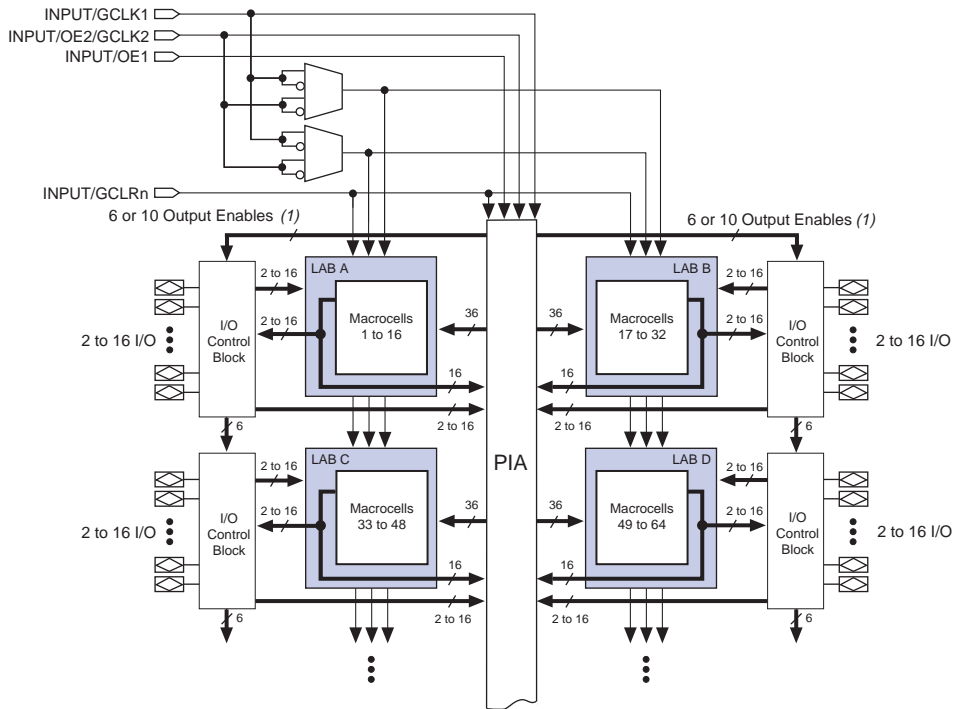 INPUT/GCLK1
INPUT/OE2/GCLK2
INPUT/OE1
INPUT/GCLRn
6 or 10 Output Enables (1)
6 or 10 Output Enables (1)
LAB A
2 to 16
2 to 16
I/O
Control
Block
2 to 16 I/O
Macrocells
1 to 16
36
16
2 to 16
6
LAB B
2 to 16
2 to 16
I/O
Control
Block
2 to 16 I/O
Macrocells
17 to 32
36
16
2 to 16
6
PIA
LAB C
2 to 16
2 to 16
I/O
Control
Block
2 to 16 I/O
Macrocells
33 to 48
36
16
2 to 16
6
LAB D
2 to 16
2 to 16
I/O
Control
Block
2 to 16 I/O
Macrocells
49 to 64
36
16
2 to 16
6